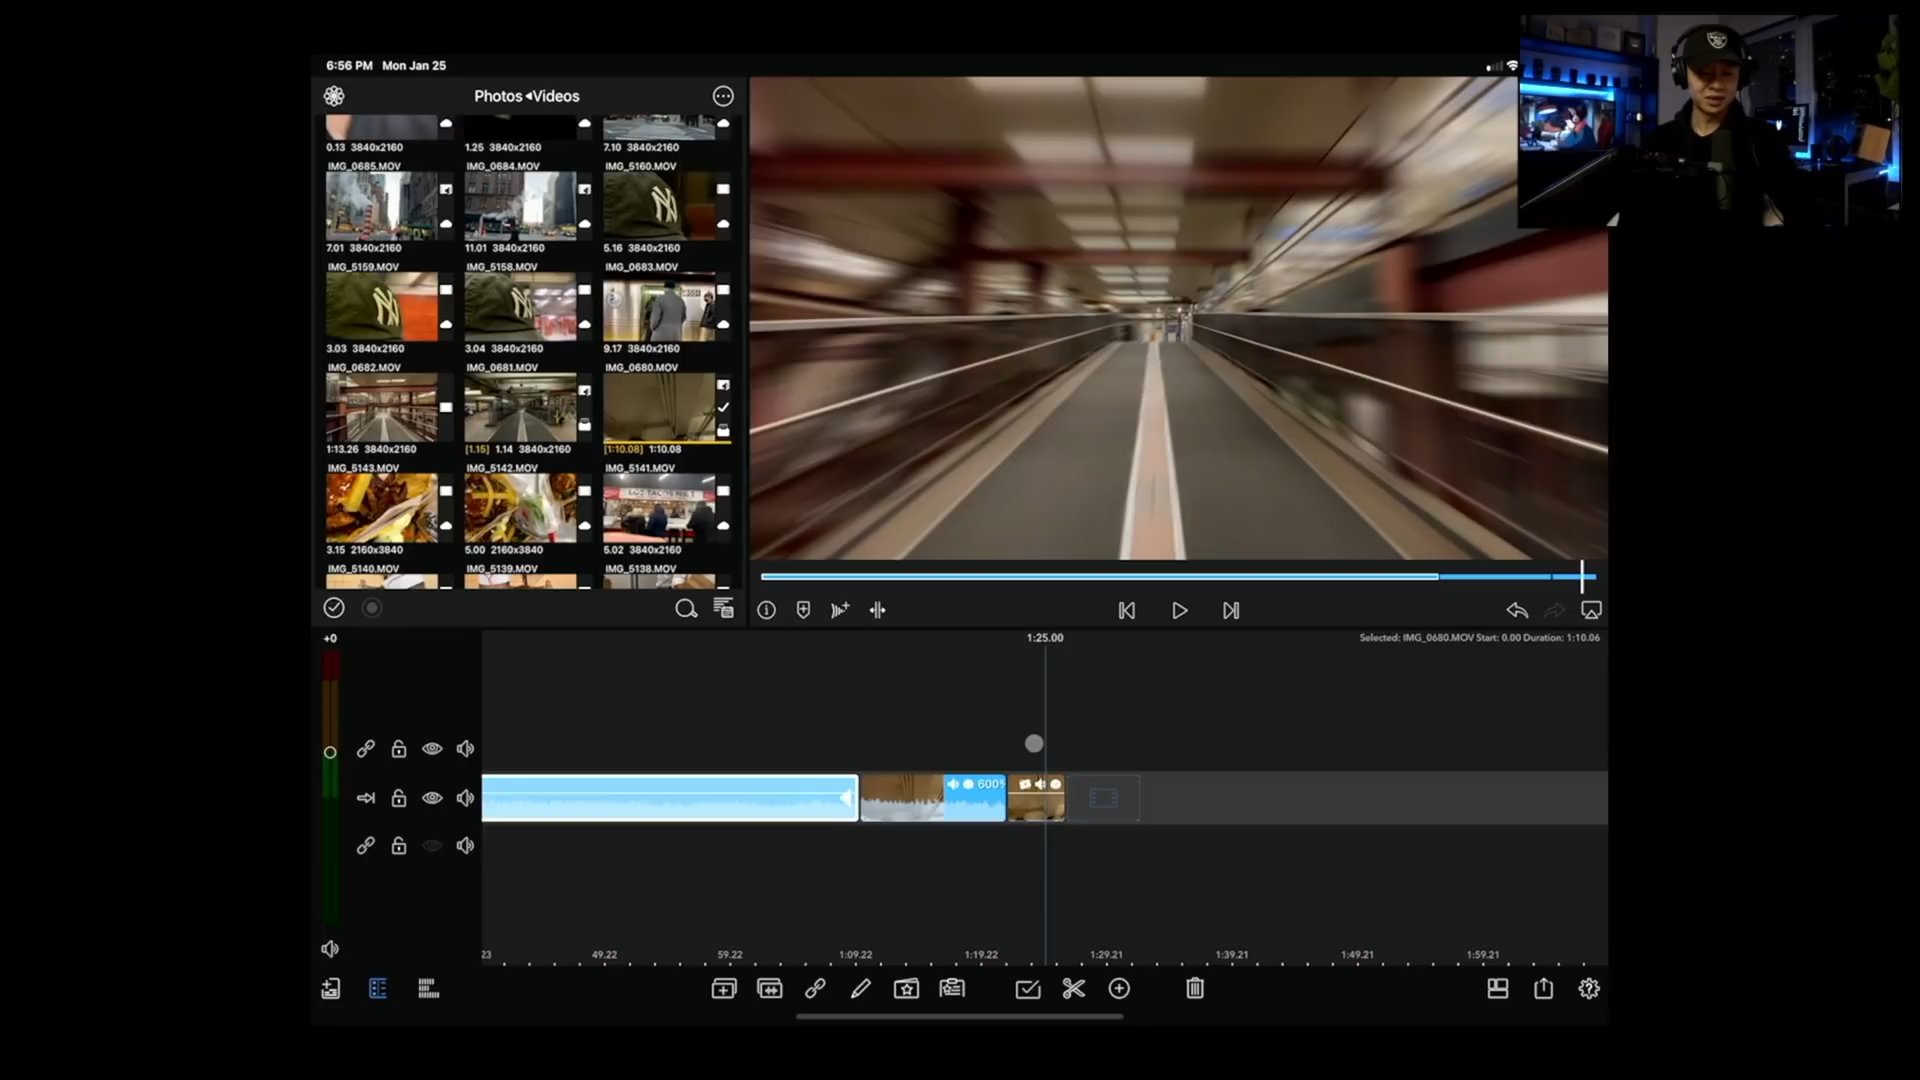 6:56 PM Mon Jan 25
Photos ◂Videos
0.13 3840x2160
1.25 3840x2160
7.10 3840x2160
IMG_0685.MOV
IMG_0684.MOV
IMG_5160.MOV
7.01 3840x2160
11.01 3840x2160
5.16 3840x2160
IMG_5159.MOV
IMG_5158.MOV
IMG_0683.MOV
3.03 3840x2160
3.04 3840x2160
9.17 3840x2160
IMG_0682.MOV
IMG_0681.MOV
IMG_0680.MOV
1:13.26 3840x2160
[1.15] 1.14 3840x2160
[1:10.08] 1:10.08
IMG_5143.MOV
IMG_5142.MOV
IMG_5141.MOV
LOS TACOS No.1
3.15 2160x3840
5.00 2160x3840
5.02 3840x2160
IMG_5140.MOV
IMG_5139.MOV
IMG_5138.MOV
+0
1:25.00
Selected: IMG_0680.MOV Start: 0.00 Duration: 1:10.06
600%
23
49.22
59.22
1:09.22
1:19.22
1:29.21
1:39.21
1:49.21
1:59.21